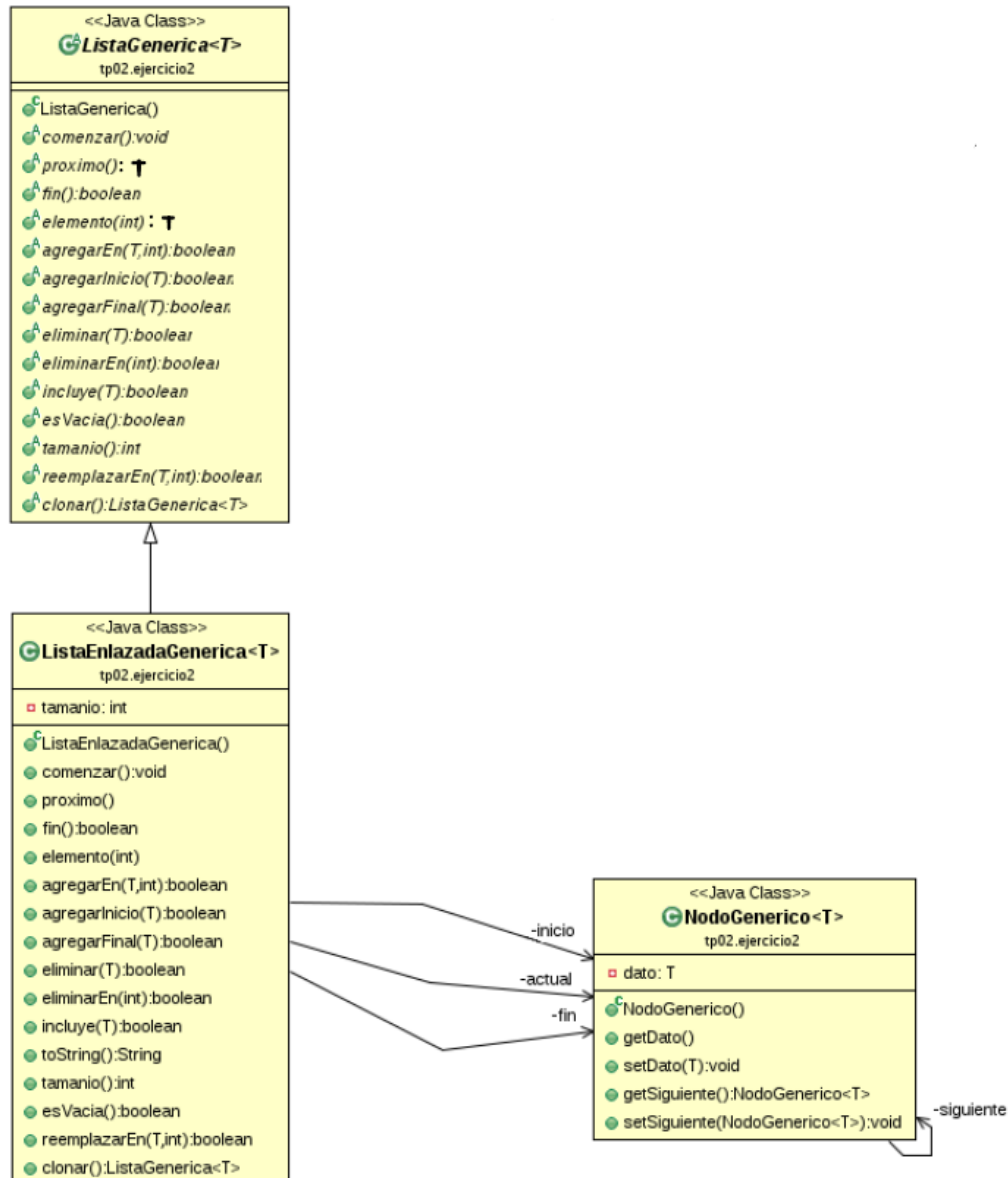 <<Java Class>>
ListaGenerica<T>
tp02.ejercicio2
ListaGenerica()
comenzar():void
proximo(): T
fin():boolean
elemento(int) : T
agregarEn(T,int):boolean
agregarInicio(T):boolean
agregarFinal(T):boolean
eliminar(T):boolean
eliminarEn(int):boolean
incluye(T):boolean
esVacia():boolean
tamanio():int
reemplazarEn(T,int):boolean
clonar():ListaGenerica<T>
<<Java Class>>
ListaEnlazadaGenerica<T>
tp02.ejercicio2
tamanio: int
ListaEnlazadaGenerica()
comenzar():void
proximo()
fin():boolean
elemento(int)
agregarEn(T,int):boolean
agregarInicio(T):boolean
agregarFinal(T):boolean
eliminar(T):boolean
eliminarEn(int):boolean
incluye(T):boolean
toString():String
tamanio():int
esVacia():boolean
reemplazarEn(T,int):boolean
clonar():ListaGenerica<T>
-inicio
-actual
-fin
<<Java Class>>
NodoGenerico<T>
tp02.ejercicio2
dato: T
NodoGenerico()
getDato()
setDato(T):void
getSiguiente():NodoGenerico<T>
setSiguiente(NodoGenerico<T>):void
-siguiente